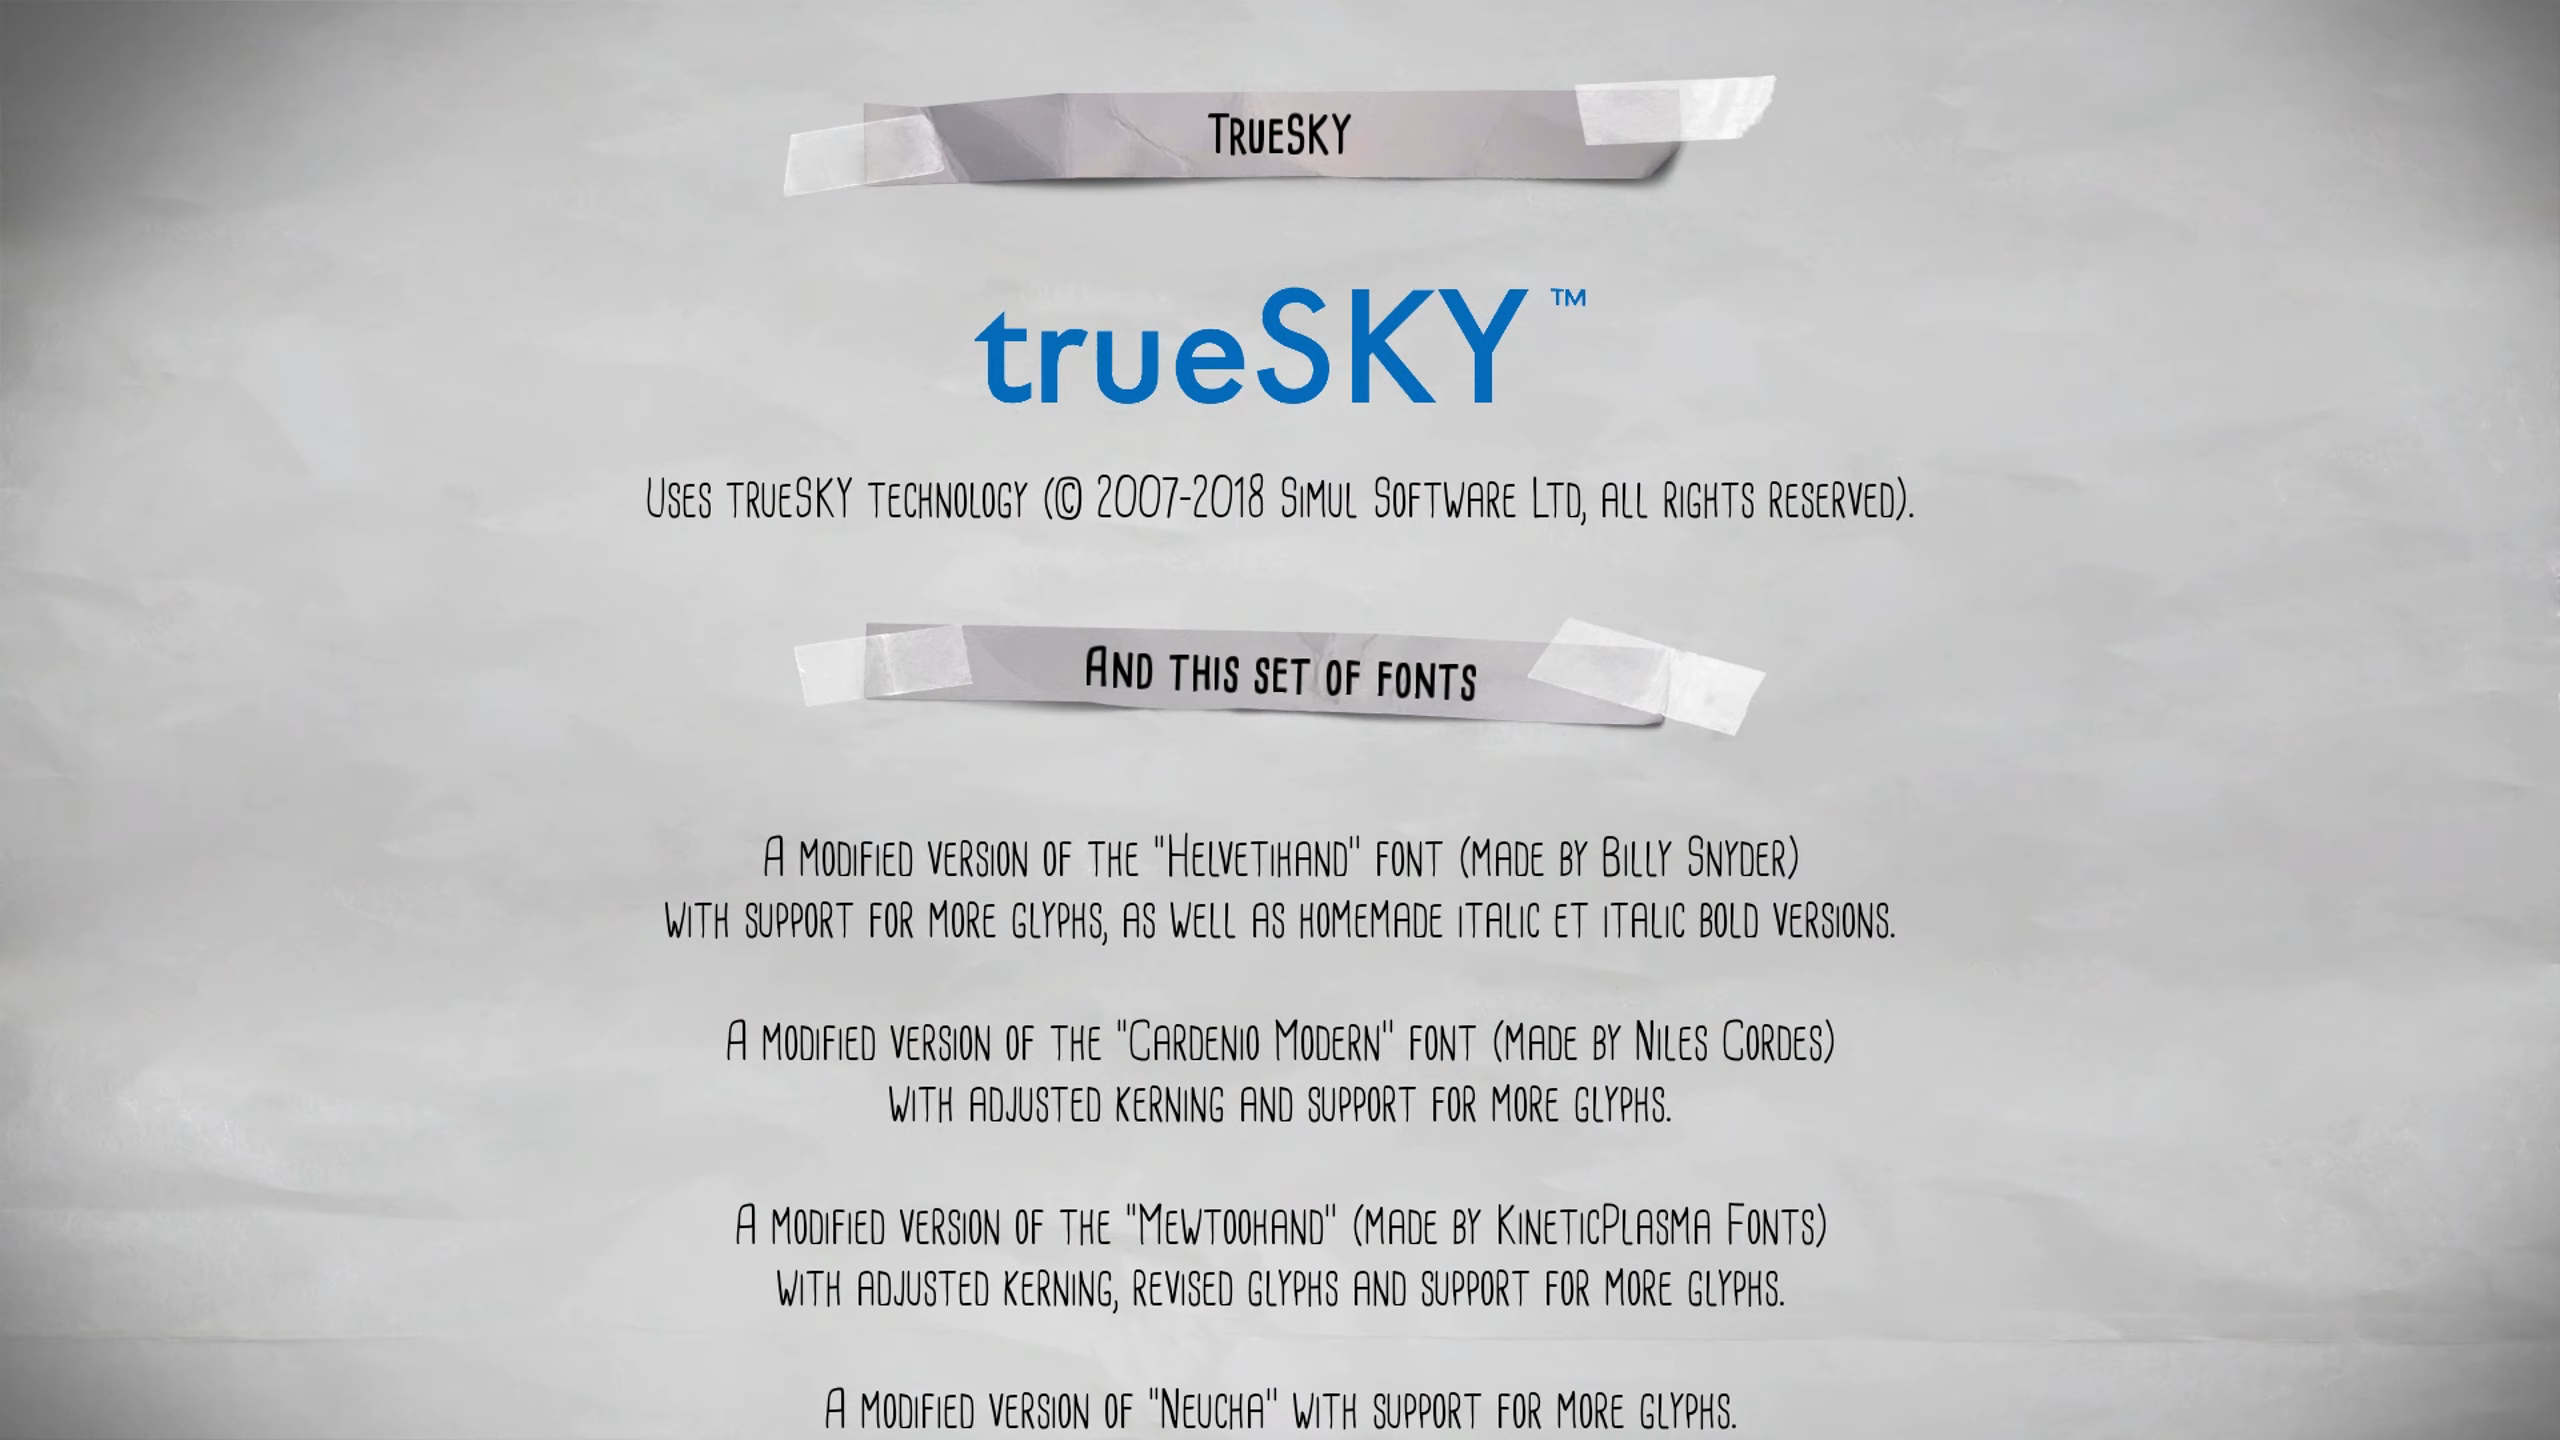 TrueSKY
trueSKY™
Uses trueSKY technology (© 2007-2018 Simul Software Ltd, all rights reserved).
And this set of fonts
A modified version of the "Helvetihand" font (made by Billy Snyder)
with support for more glyphs, as well as homemade italic et italic bold versions.
A modified version of the "Cardenio Modern" font (made by Niles Cordes)
with adjusted kerning and support for more glyphs.
A modified version of the "Mewtoohand" (made by KineticPlasma Fonts)
with adjusted kerning, revised glyphs and support for more glyphs.
A modified version of "Neucha" with support for more glyphs.